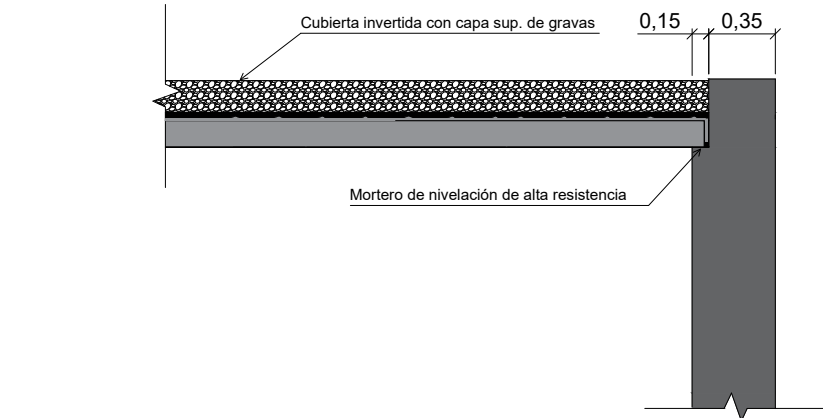 Cubierta invertida con capa sup. de gravas
0,15
0,35
Mortero de nivelación de alta resistencia